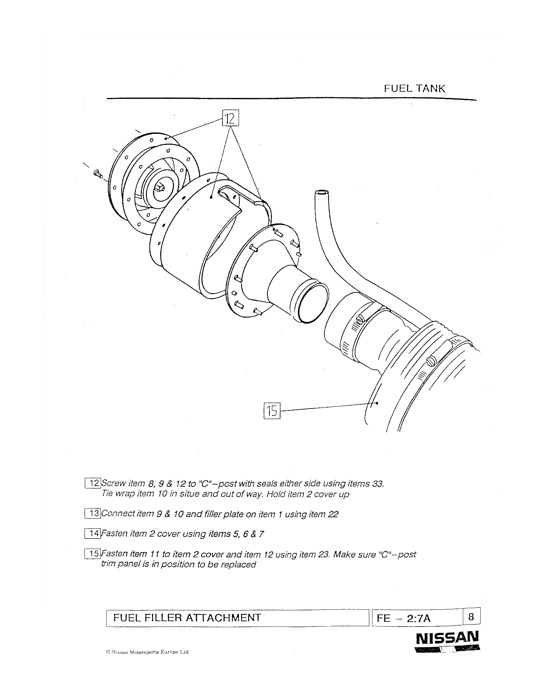 FUEL TANK
12
15
12 Screw item 8, 9 & 12 to "C"-post with seals either side using items 33.
Tie wrap item 10 in situe and out of way. Hold item 2 cover up
13 Connect item 9 & 10 and filler plate on item 1 using item 22
14 Fasten item 2 cover using items 5, 6 & 7
15 Fasten item 11 to item 2 cover and item 12 using item 23. Make sure "C"-post
trim panel is in position to be replaced
FUEL FILLER ATTACHMENT FE - 2:7A 8
NISSAN
© Nissan Motorsports Europe Ltd